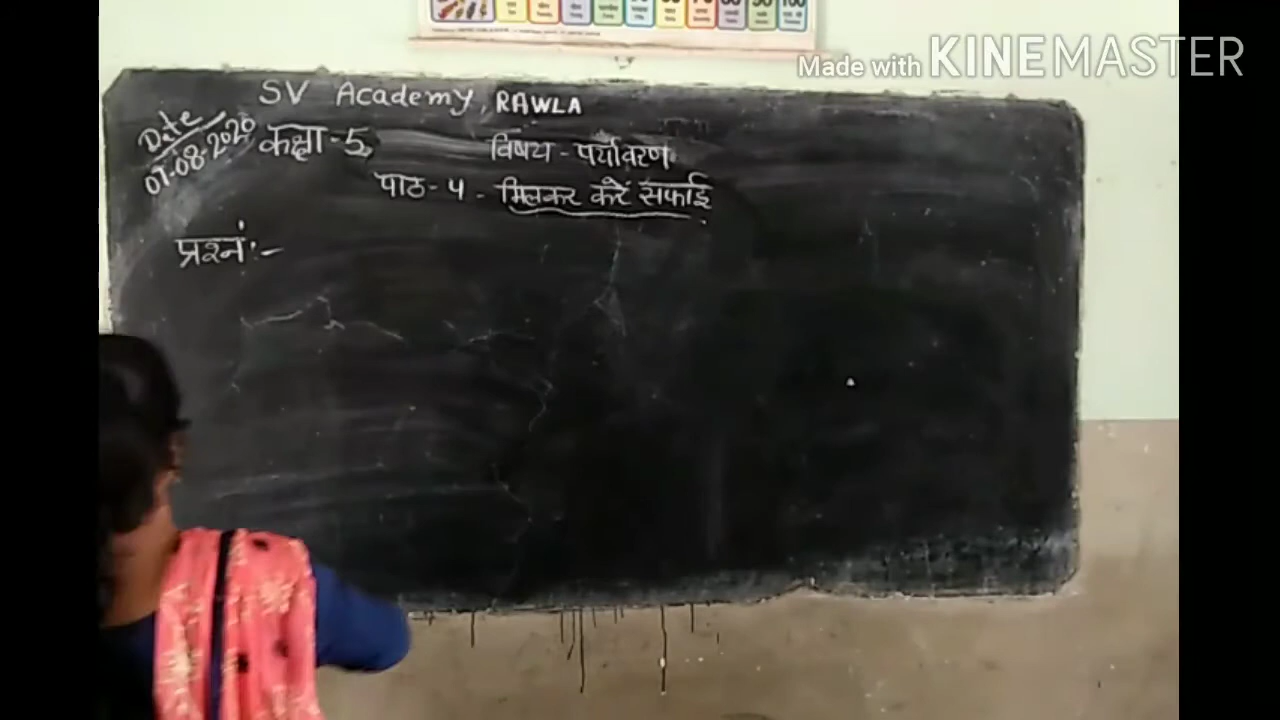 Made with KINEMASTER
SV Academy, RAWLA
Date
07-08-2020
कक्षा-5
विषय - पर्यावरण
पाठ - 4 - मिलकर करें सफाई
प्रश्नं:-